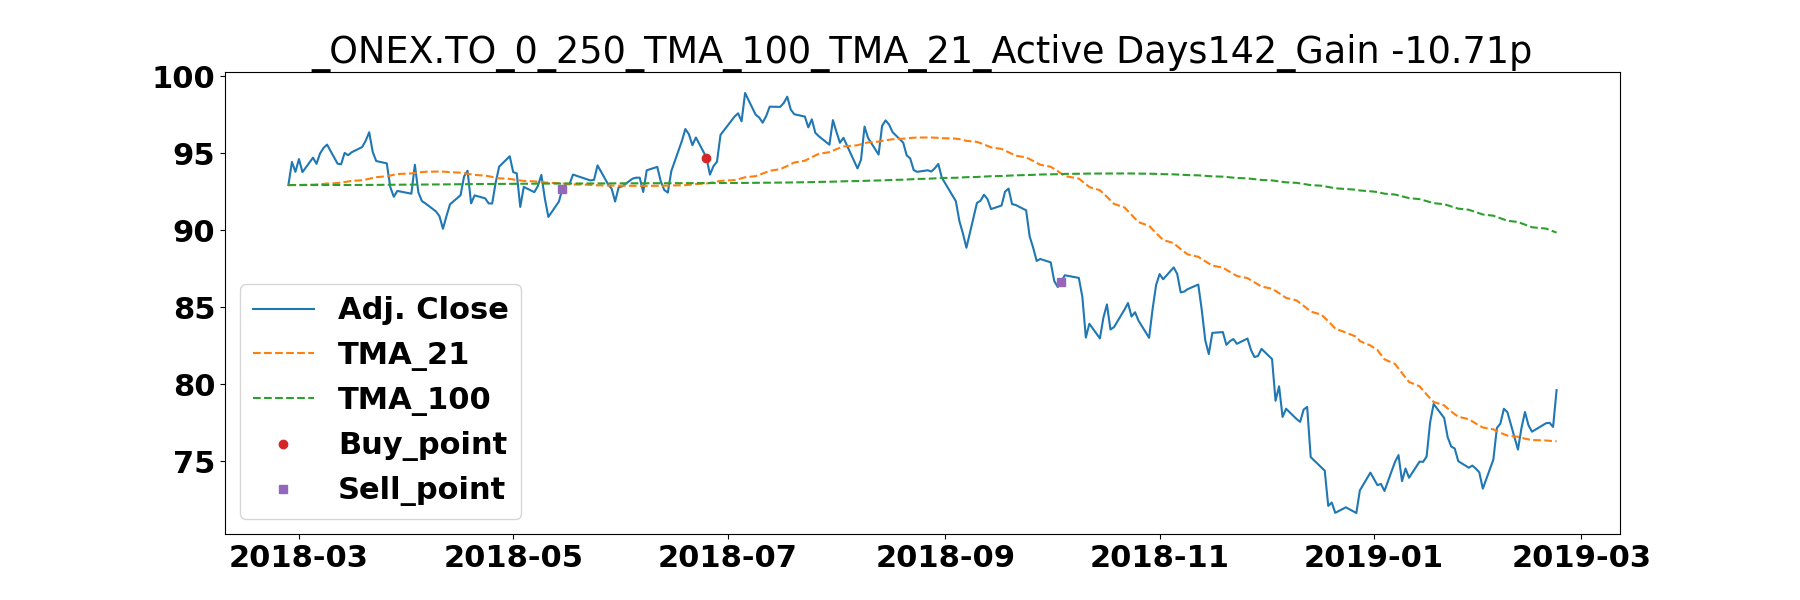 _ONEX.TO_0_250_TMA_100_TMA_21_Active Days142_Gain -10.71p
100
95
90
85
80
75
Adj. Close
TMA_21
TMA_100
Buy_point
Sell_point
2018-03 2018-05 2018-07 2018-09 2018-11 2019-01 2019-03